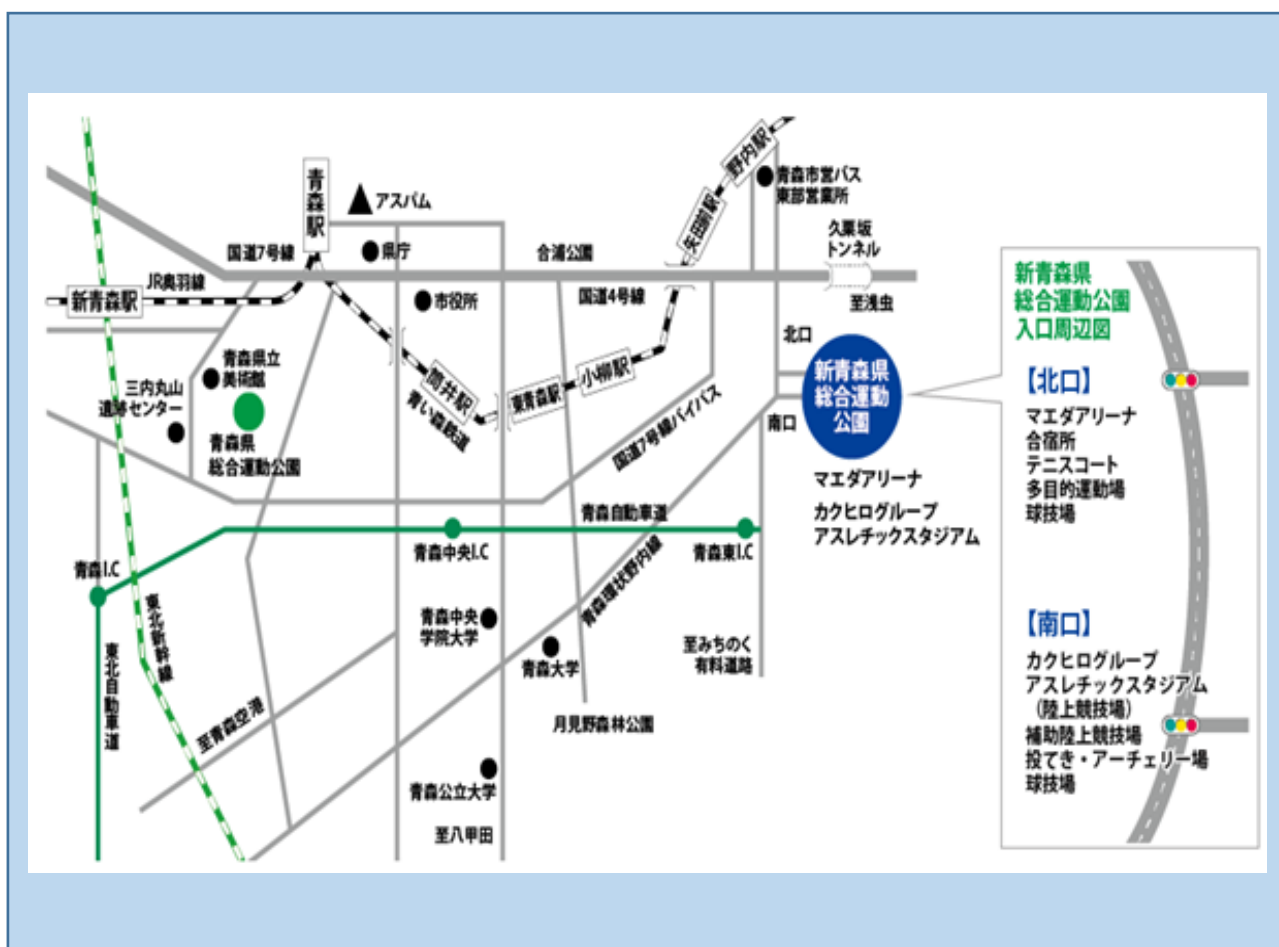 青森駅
アスパム
野内駅
青森市営バス
東部営業所
矢田前駅
県庁
国道7号線
合浦公園
久栗坂
トンネル
JR奥羽線
新青森駅
市役所
国道4号線
至浅虫
北口
小柳駅
青森県立
美術館
三内丸山
遺跡センター
筒井駅
東青森駅
青い森鉄道
新青森県
総合運動
公園
南口
青森県
総合運動公園
国道7号線バイパス
マエダアリーナ
カクヒログループ
アスレチックスタジアム
青森自動車道
青森I.C
青森中央I.C
青森東I.C
青森環状野内線
東北新幹線
東北自動車道
青森中央
学院大学
青森大学
至みちのく
有料道路
至青森空港
月見野森林公園
青森公立大学
至八甲田
新青森県
総合運動公園
入口周辺図
【北口】
マエダアリーナ
合宿所
テニスコート
多目的運動場
球技場
【南口】
カクヒログループ
アスレチックスタジアム
（陸上競技場）
補助陸上競技場
投てき・アーチェリー場
球技場